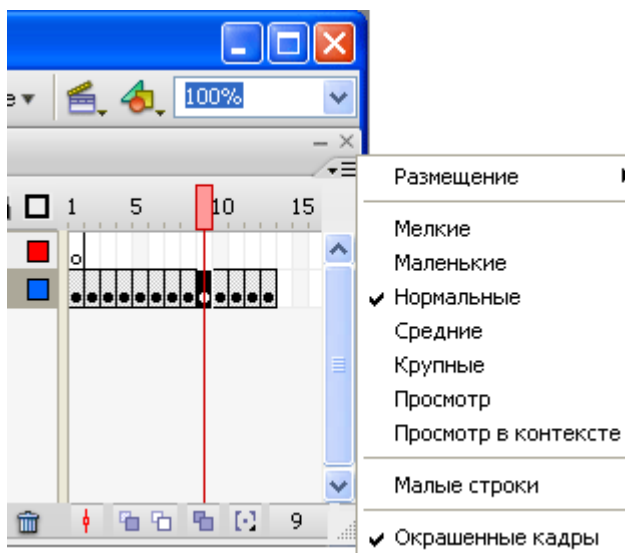 100%
1 5 10 15
9
Размещение
Мелкие
Маленькие
Нормальные
Средние
Крупные
Просмотр
Просмотр в контексте
Малые строки
Окрашенные кадры